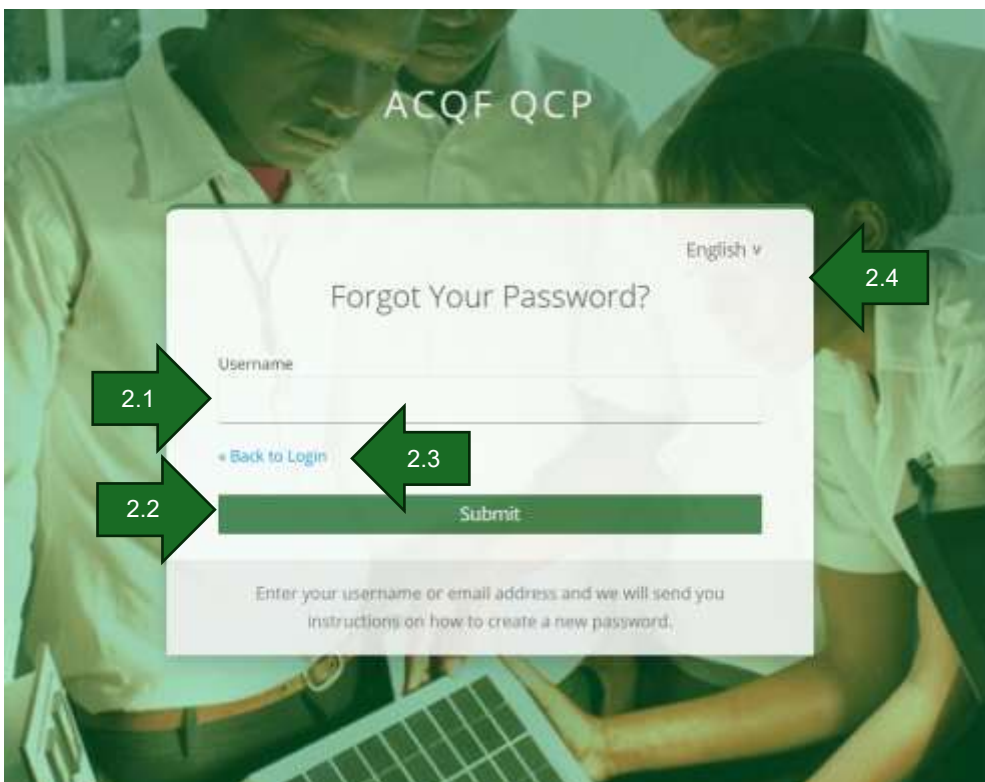 ACQF QCP
English
2.4
Forgot Your Password?
Username
2.1
« Back to Login
2.3
2.2
Submit
Enter your username or email address and we will send you
instructions on how to create a new password.